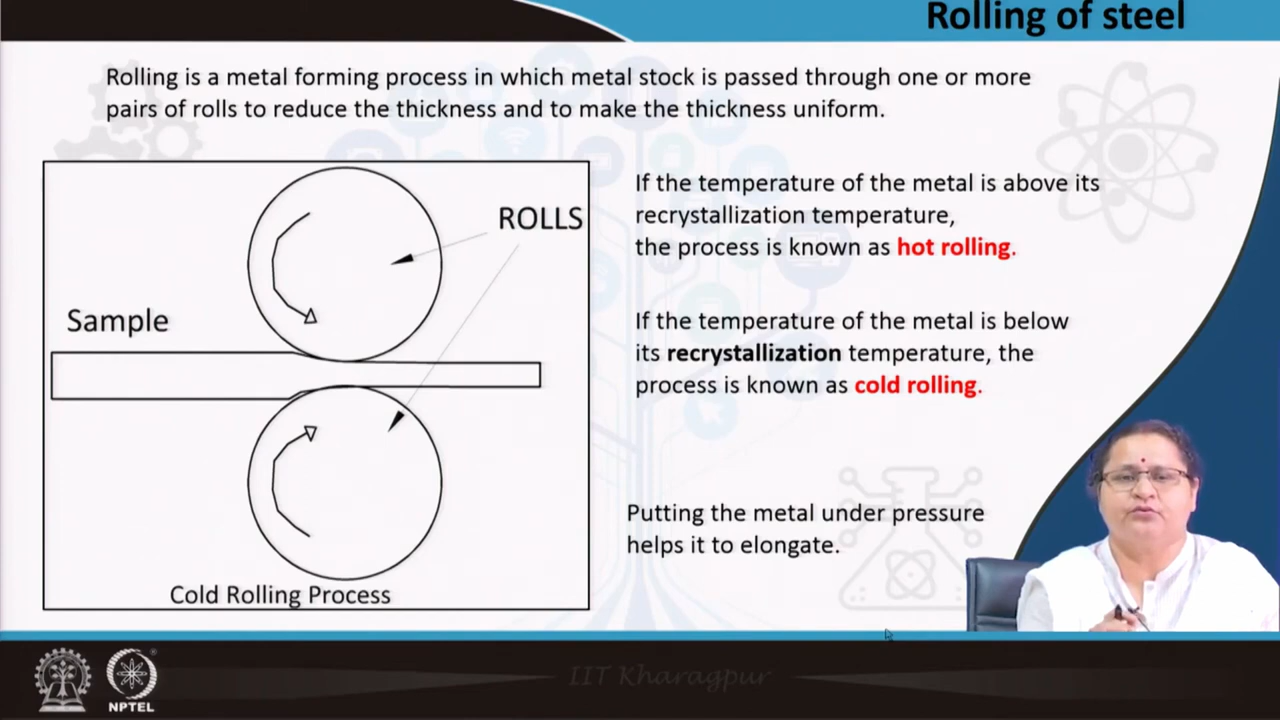 Rolling of steel
Rolling is a metal forming process in which metal stock is passed through one or more
pairs of rolls to reduce the thickness and to make the thickness uniform.
ROLLS
Sample
Cold Rolling Process
If the temperature of the metal is above its
recrystallization temperature,
the process is known as hot rolling.
If the temperature of the metal is below
its recrystallization temperature, the
process is known as cold rolling.
Putting the metal under pressure
helps it to elongate.
NPTEL
IIT Kharagpur